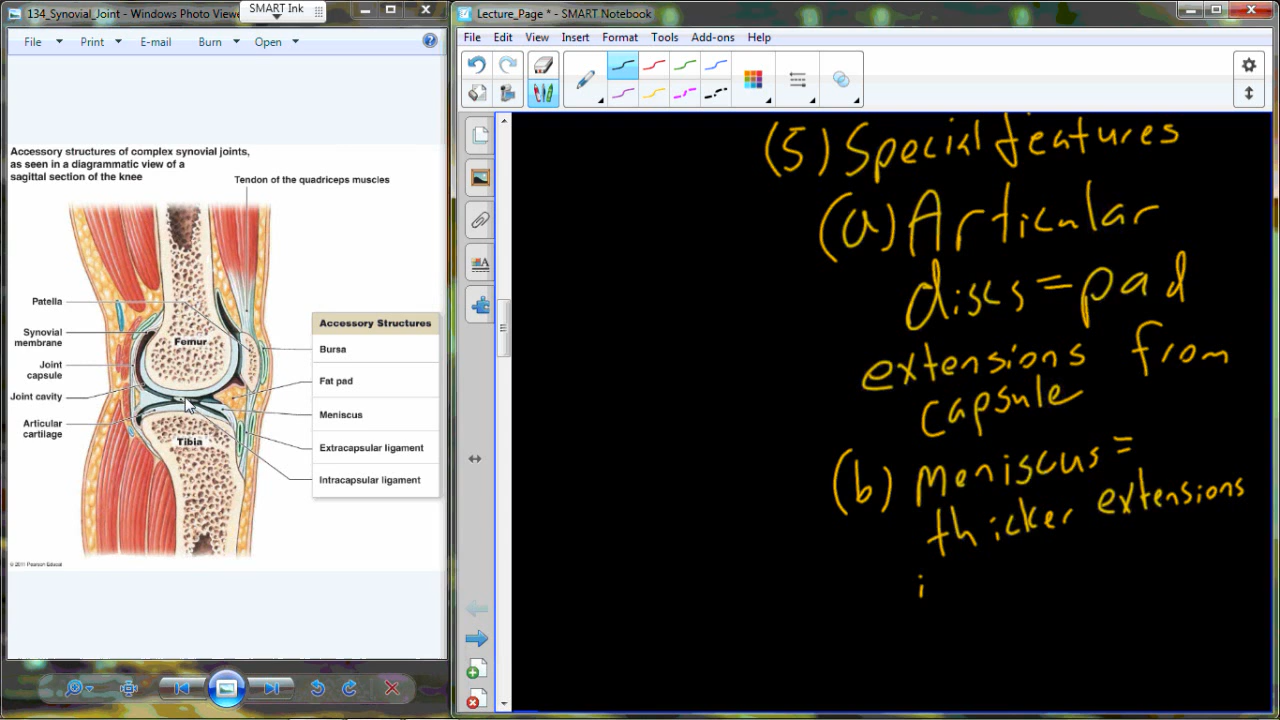 134_Synovial_Joint - Windows Photo Viewe
SMART Ink
File Print E-mail Burn Open
Accessory structures of complex synovial joints,
as seen in a diagrammatic view of a
sagittal section of the knee
Tendon of the quadriceps muscles
Patella
Synovial
membrane
Joint
capsule
Joint cavity
Articular
cartilage
Femur
Tibia
Accessory Structures
Bursa
Fat pad
Meniscus
Extracapsular ligament
Intracapsular ligament
© 2011 Pearson Educat
Lecture_Page * - SMART Notebook
File Edit View Insert Format Tools Add-ons Help
(5) Special features
(a) Articular
discs = pad
extensions from
capsule
(b) Meniscus =
thicker extensions
i